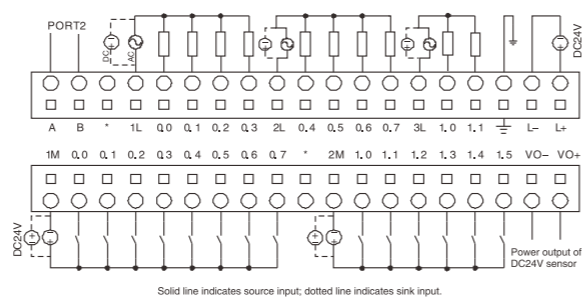 PORT2
DC
AC
DC24V
A B * 1L 0.0 0.1 0.2 0.3 2L 0.4 0.5 0.6 0.7 3L 1.0 1.1 L− L+
1M 0.0 0.1 0.2 0.3 0.4 0.5 0.6 0.7 * 2M 1.0 1.1 1.2 1.3 1.4 1.5 VO− VO+
DC24V
Power output of
DC24V sensor
Solid line indicates source input; dotted line indicates sink input.